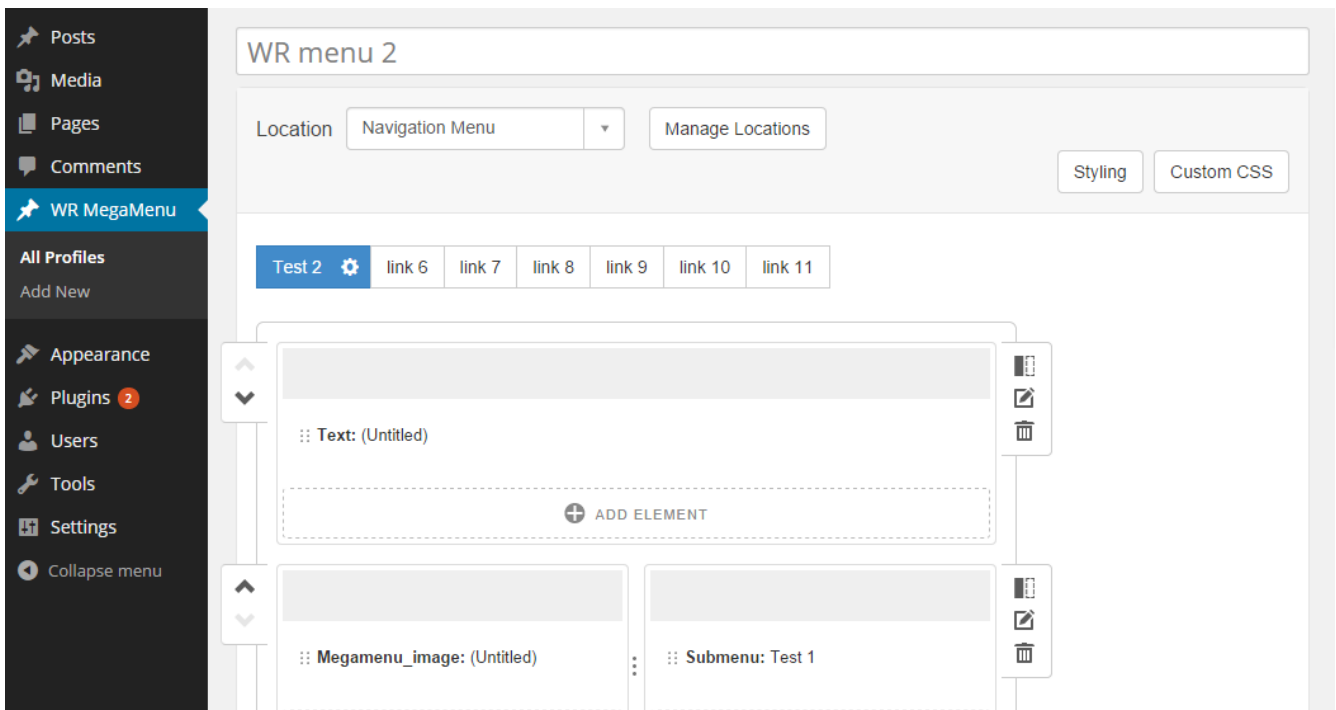 Posts
Media
Pages
Comments
WR MegaMenu
All Profiles
Add New
Appearance
Plugins 2
Users
Tools
Settings
Collapse menu
WR menu 2
Location Navigation Menu Manage Locations
Styling Custom CSS
Test 2 link 6 link 7 link 8 link 9 link 10 link 11
Text: (Untitled)
ADD ELEMENT
Megamenu_image: (Untitled) Submenu: Test 1